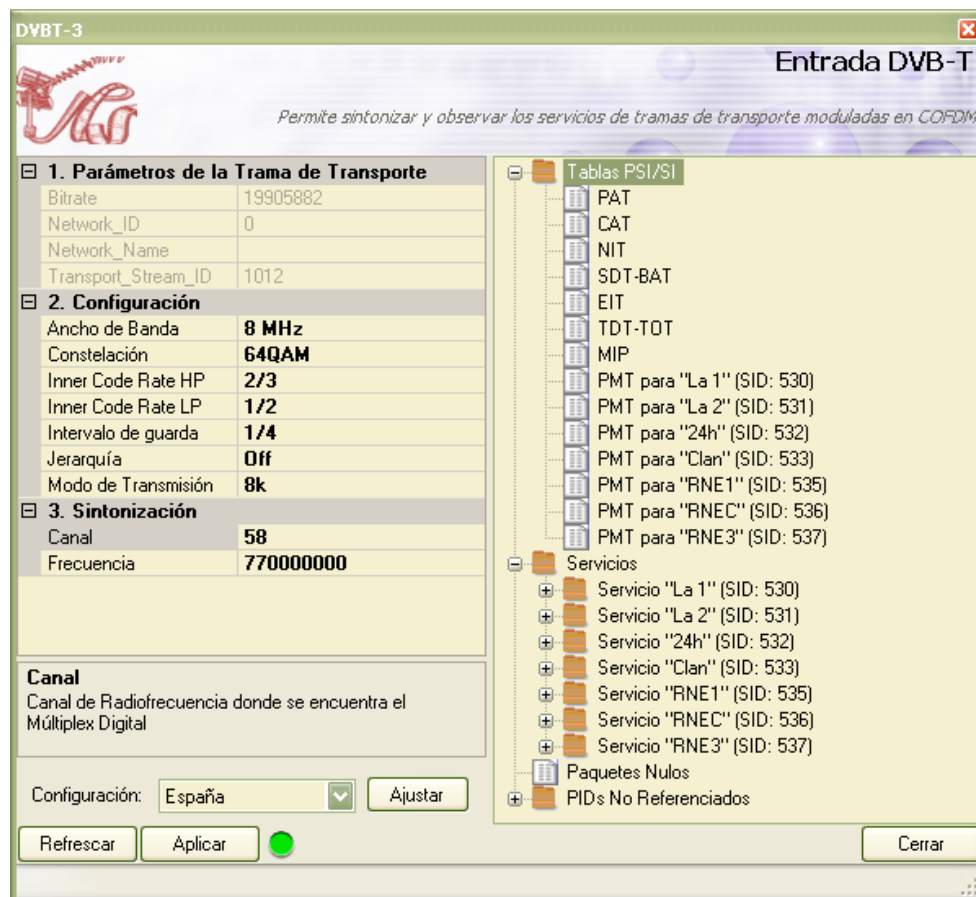 DVBT-3
Entrada DVB-T
Permite sintonizar y observar los servicios de tramas de transporte moduladas en COFDM
1. Parámetros de la Trama de Transporte
Bitrate 19905882
Network_ID 0
Network_Name
Transport_Stream_ID 1012
2. Configuración
Ancho de Banda 8 MHz
Constelación 64QAM
Inner Code Rate HP 2/3
Inner Code Rate LP 1/2
Intervalo de guarda 1/4
Jerarquía Off
Modo de Transmisión 8k
3. Sintonización
Canal 58
Frecuencia 770000000
Canal
Canal de Radiofrecuencia donde se encuentra el
Múltiplex Digital
Configuración: España Ajustar
Refrescar Aplicar
Tablas PSI/SI
PAT
CAT
NIT
SDT-BAT
EIT
TDT-TOT
MIP
PMT para "La 1" (SID: 530)
PMT para "La 2" (SID: 531)
PMT para "24h" (SID: 532)
PMT para "Clan" (SID: 533)
PMT para "RNE1" (SID: 535)
PMT para "RNEC" (SID: 536)
PMT para "RNE3" (SID: 537)
Servicios
Servicio "La 1" (SID: 530)
Servicio "La 2" (SID: 531)
Servicio "24h" (SID: 532)
Servicio "Clan" (SID: 533)
Servicio "RNE1" (SID: 535)
Servicio "RNEC" (SID: 536)
Servicio "RNE3" (SID: 537)
Paquetes Nulos
PIDs No Referenciados
Cerrar